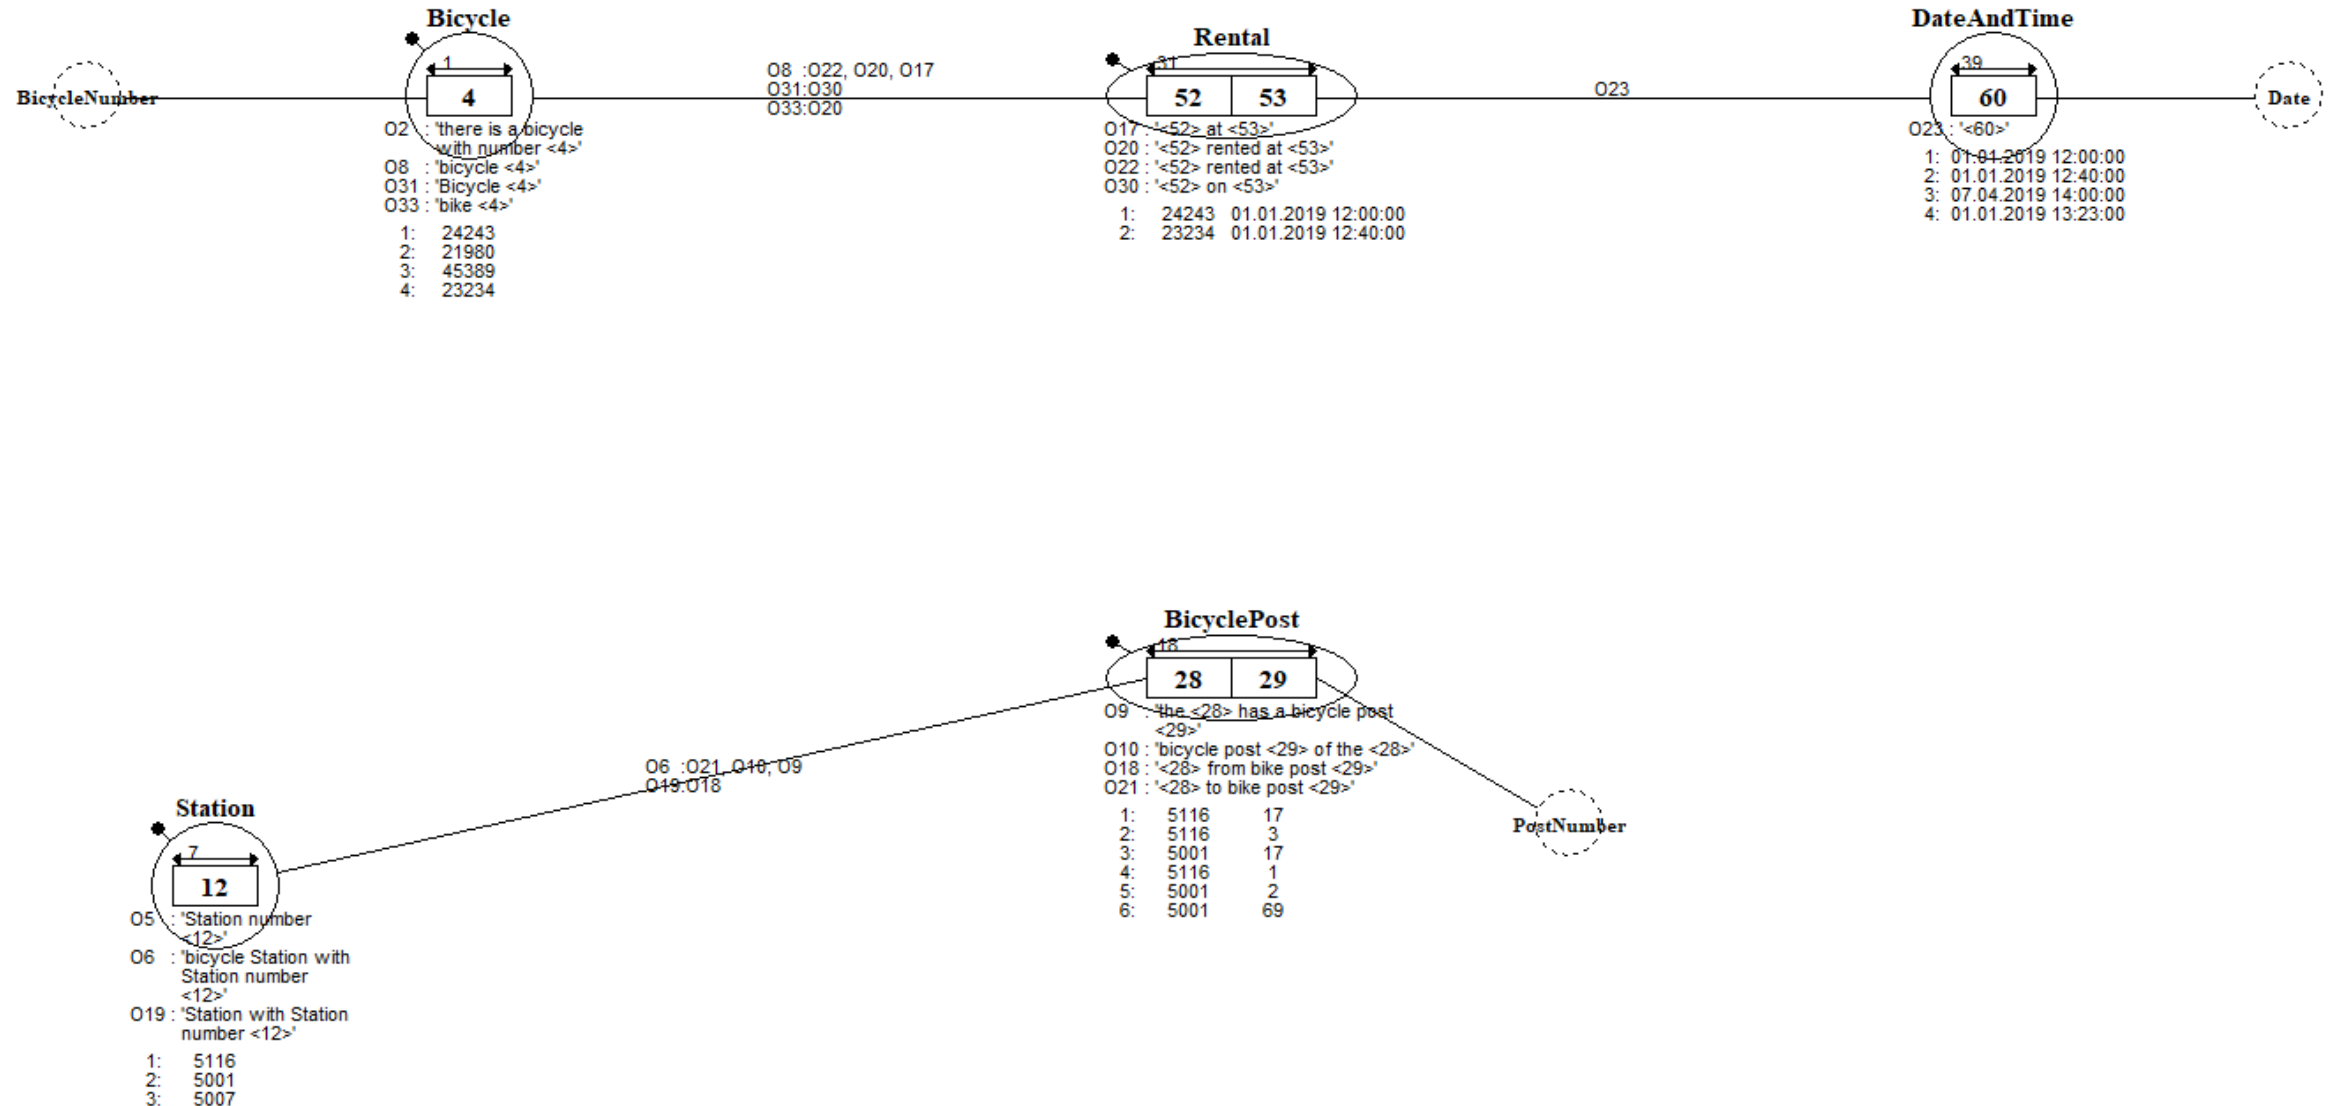 Bicycle
Rental
DateAndTime
1
31
39
BicycleNumber
4
O8 :O22, O20, O17
O31:O30
O33:O20
52 53
O23
60
Date
O2 : 'there is a bicycle
with number <4>'
O8 : 'bicycle <4>'
O31 : 'Bicycle <4>'
O33 : 'bike <4>'
1: 24243
2: 21980
3: 45389
4: 23234
O17 : '<52> at <53>'
O20 : '<52> rented at <53>'
O22 : '<52> rented at <53>'
O30 : '<52> on <53>'
1: 24243 01.01.2019 12:00:00
2: 23234 01.01.2019 12:40:00
O23 : '<60>'
1: 01.01.2019 12:00:00
2: 01.01.2019 12:40:00
3: 07.04.2019 14:00:00
4: 01.01.2019 13:23:00
BicyclePost
18
28 29
O9 : 'the <28> has a bicycle post
<29>'
O10 : 'bicycle post <29> of the <28>'
O18 : '<28> from bike post <29>'
O21 : '<28> to bike post <29>'
1: 5116 17
2: 5116 3
3: 5001 17
4: 5116 1
5: 5001 2
6: 5001 69
O6 :O21, O10, O9
O19:O18
PostNumber
Station
7
12
O5 : 'Station number
<12>'
O6 : 'bicycle Station with
Station number
<12>'
O19 : 'Station with Station
number <12>'
1: 5116
2: 5001
3: 5007